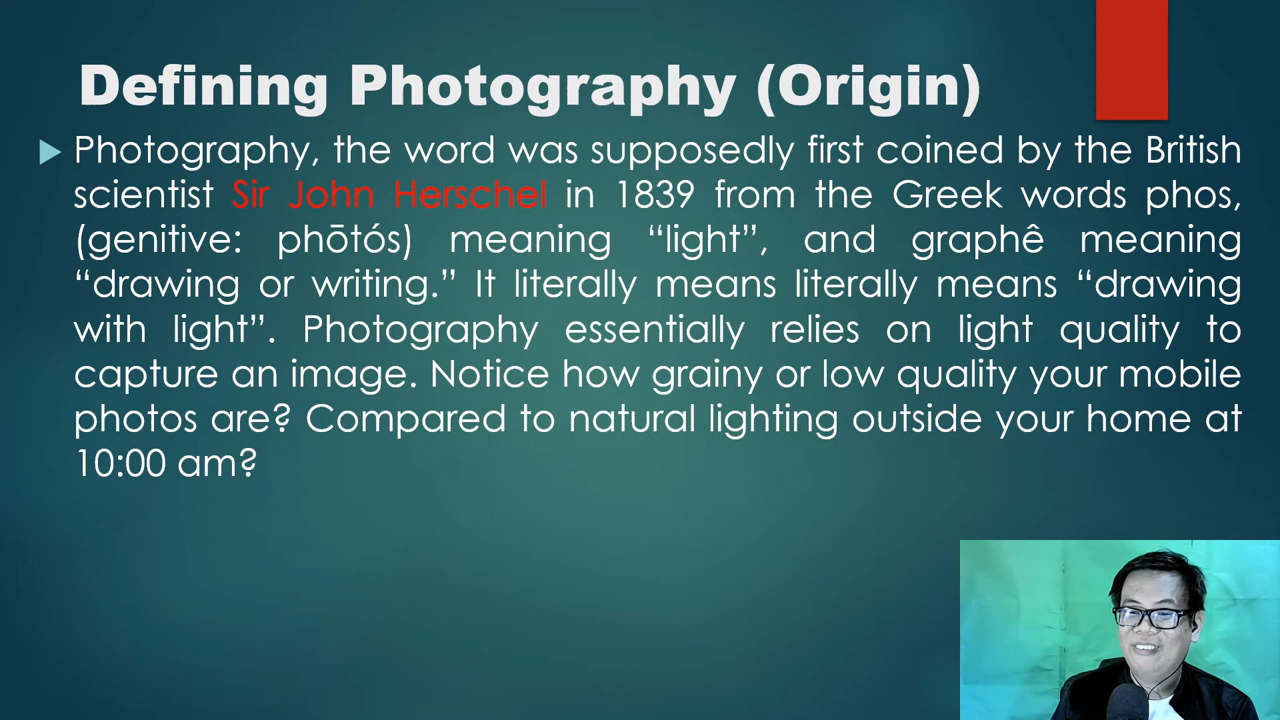 Defining Photography (Origin)
Photography, the word was supposedly first coined by the British
scientist Sir John Herschel in 1839 from the Greek words phos,
(genitive: phōtós) meaning “light”, and graphê meaning
“drawing or writing.” It literally means literally means “drawing
with light”. Photography essentially relies on light quality to
capture an image. Notice how grainy or low quality your mobile
photos are? Compared to natural lighting outside your home at
10:00 am?